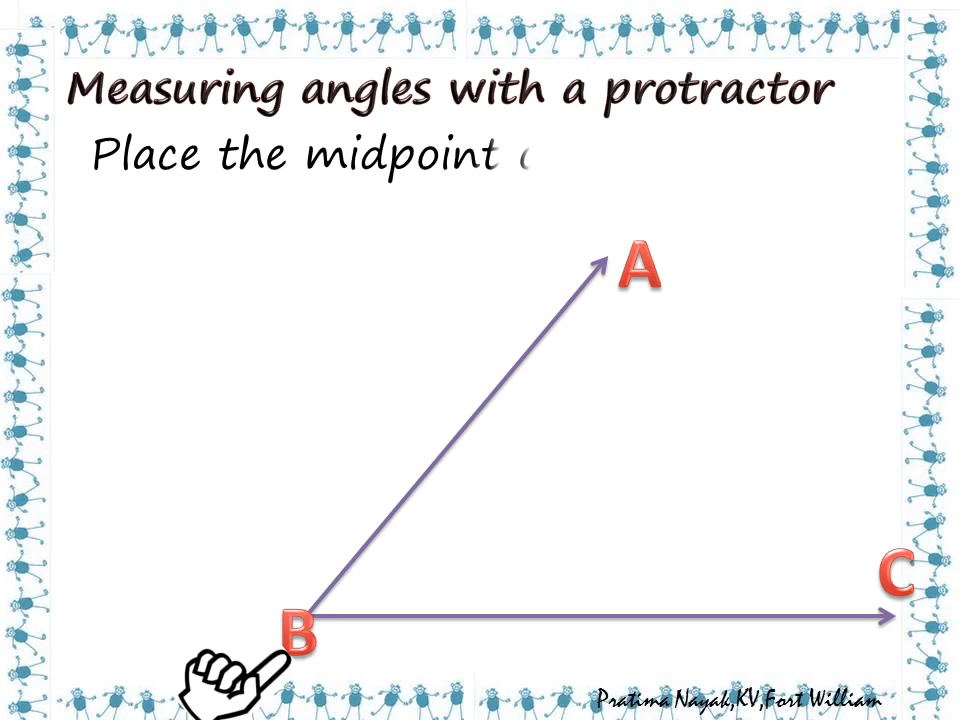 Measuring angles with a protractor
Place the midpoint
A
C
B
Pratima Nayak,KV,Fort William